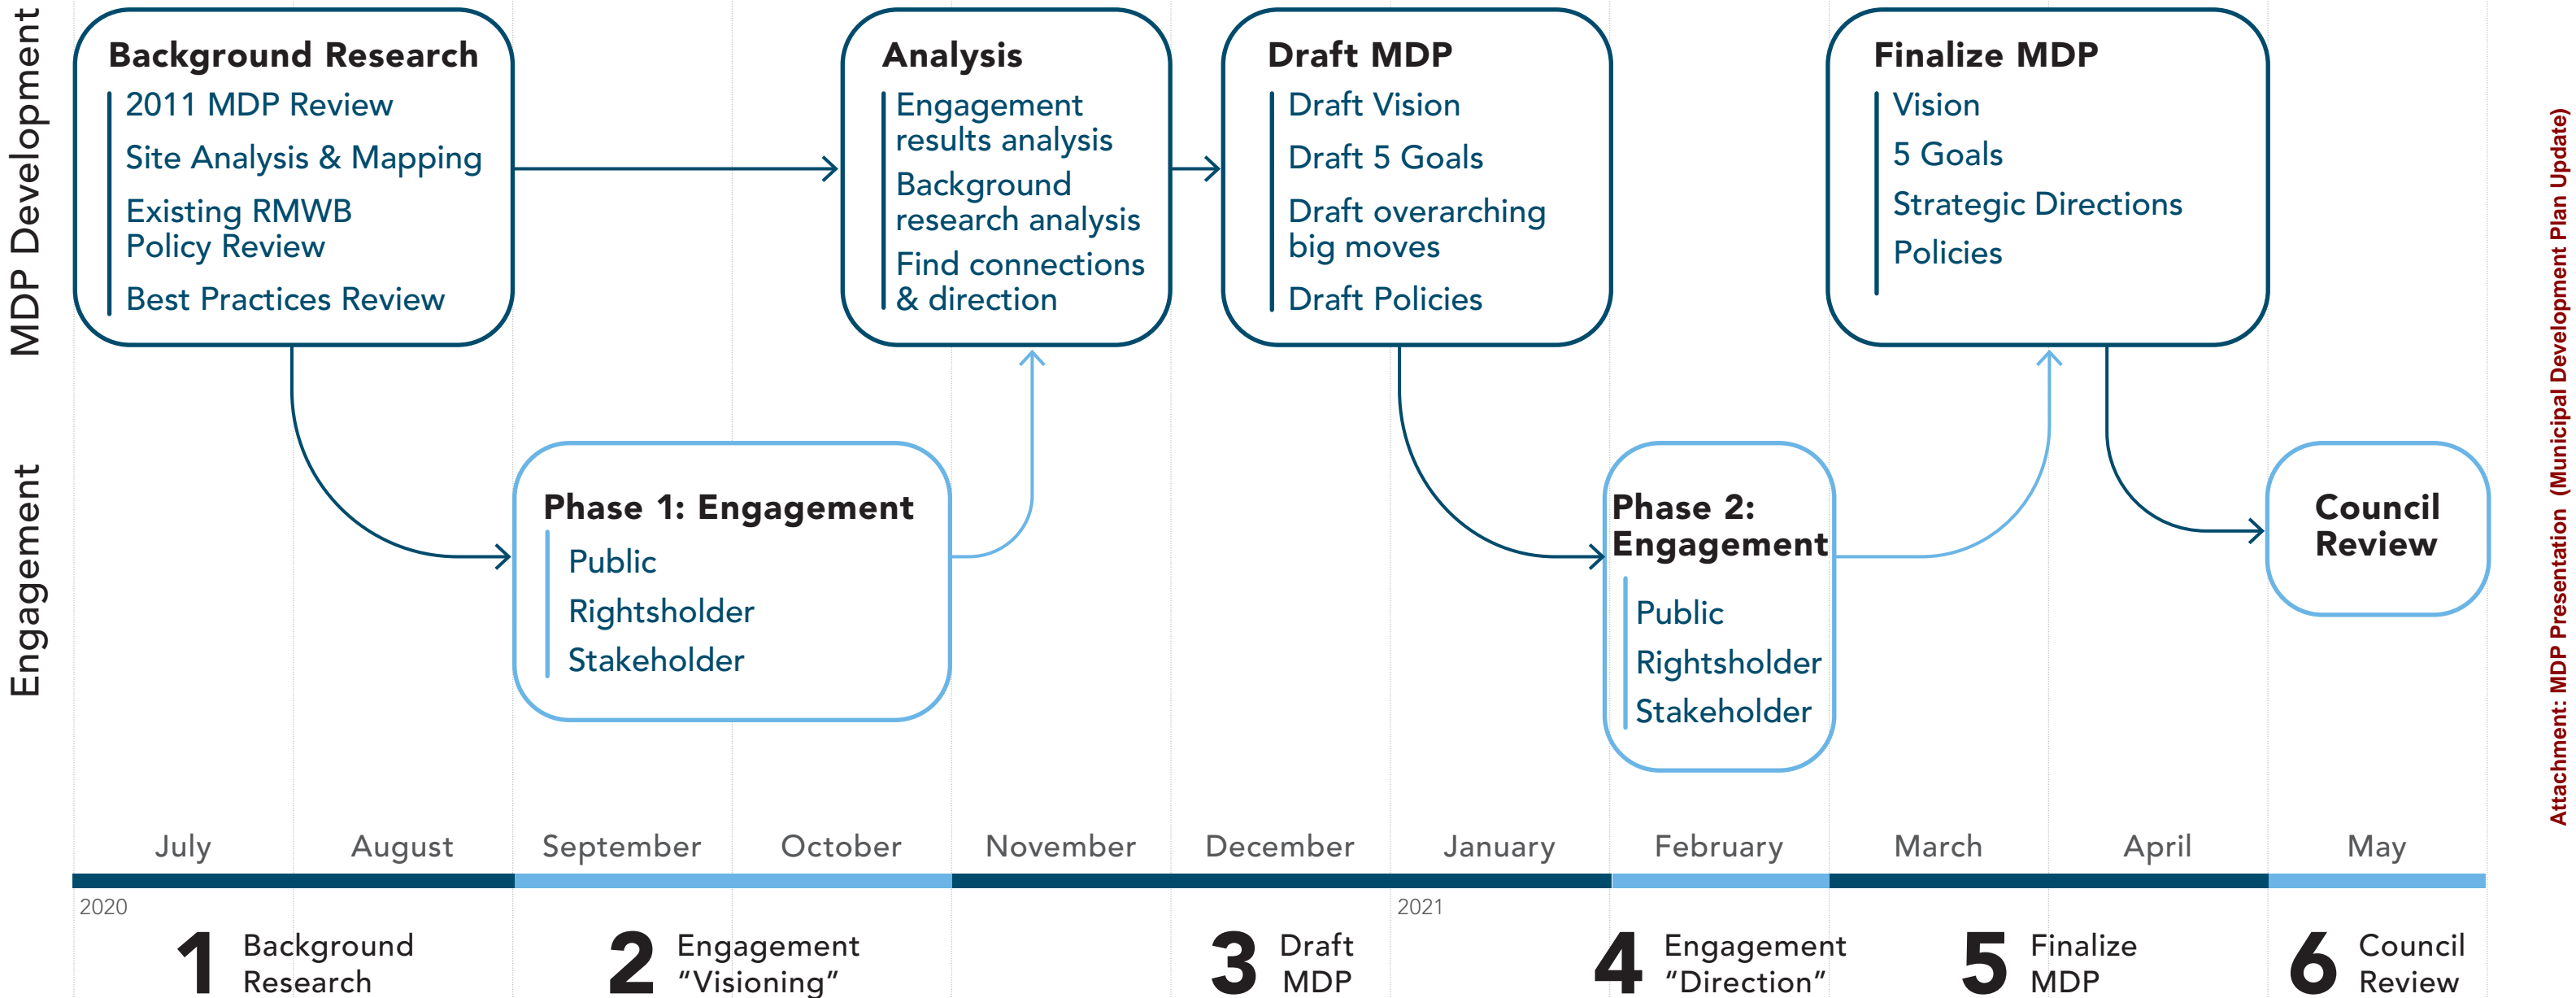 MDP Development
Background Research
2011 MDP Review
Site Analysis & Mapping
Existing RMWB
Policy Review
Best Practices Review
Analysis
Engagement
results analysis
Background
research analysis
Find connections
& direction
Draft MDP
Draft Vision
Draft 5 Goals
Draft overarching
big moves
Draft Policies
Finalize MDP
Vision
5 Goals
Strategic Directions
Policies
Engagement
Phase 1: Engagement
Public
Rightsholder
Stakeholder
Phase 2:
Engagement
Public
Rightsholder
Stakeholder
Council
Review
July
August
September
October
November
December
January
February
March
April
May
2020
2021
1 Background
Research
2 Engagement
“Visioning”
3 Draft
MDP
4 Engagement
“Direction”
5 Finalize
MDP
6 Council
Review
Attachment: MDP Presentation (Municipal Development Plan Update)